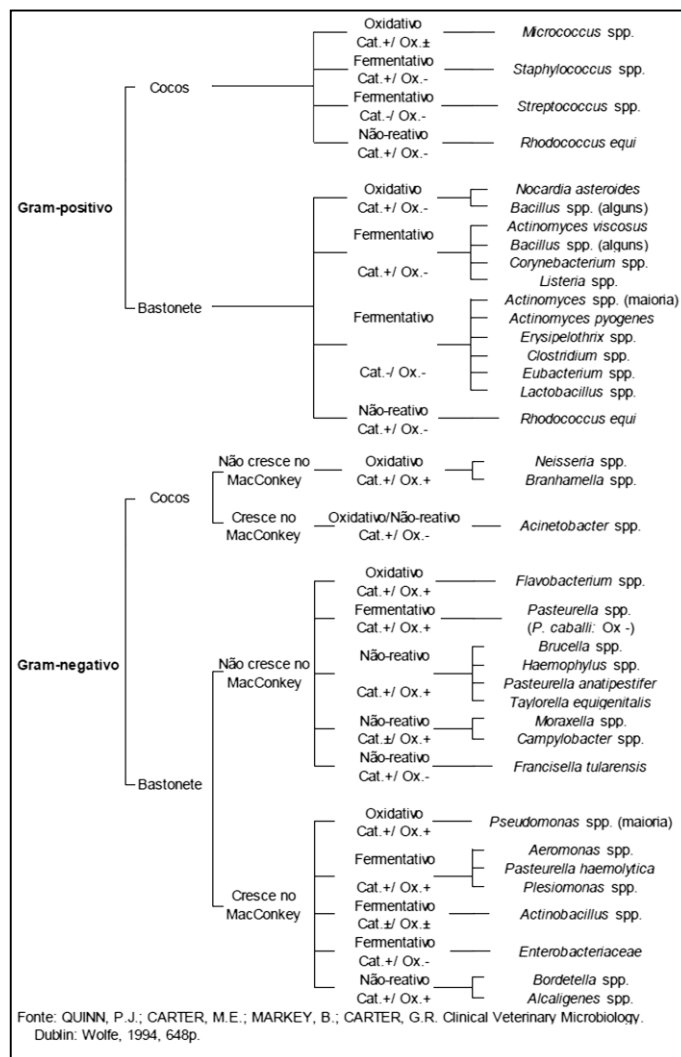 Oxidativo
Cat.+/ Ox.±
Micrococcus spp.
Fermentativo
Cat.+/ Ox.-
Staphylococcus spp.
Cocos
Fermentativo
Cat.-/ Ox.-
Streptococcus spp.
Não-reativo
Cat.+/ Ox.-
Rhodococcus equi
Gram-positivo
Oxidativo
Cat.+/ Ox.-
Nocardia asteroides
Bacillus spp. (alguns)
Fermentativo
Cat.+/ Ox.-
Actinomyces viscosus
Bacillus spp. (alguns)
Corynebacterium spp.
Listeria spp.
Bastonete
Fermentativo
Cat.-/ Ox.-
Actinomyces spp. (maioria)
Actinomyces pyogenes
Erysipelothrix spp.
Clostridium spp.
Eubacterium spp.
Lactobacillus spp.
Não-reativo
Cat.+/ Ox.-
Rhodococcus equi
Cocos
Não cresce no
MacConkey
Oxidativo
Cat.+/ Ox.+
Neisseria spp.
Branhamella spp.
Cresce no
MacConkey
Oxidativo/Não-reativo
Cat.+/ Ox.-
Acinetobacter spp.
Gram-negativo
Bastonete
Não cresce no
MacConkey
Oxidativo
Cat.+/ Ox.+
Flavobacterium spp.
Fermentativo
Cat.+/ Ox.+
Pasteurella spp.
(P. caballi: Ox -)
Não-reativo
Cat.+/ Ox.+
Brucella spp.
Haemophylus spp.
Pasteurella anatipestifer
Taylorella equigenitalis
Não-reativo
Cat.±/ Ox.+
Moraxella spp.
Campylobacter spp.
Não-reativo
Cat.+/ Ox.-
Francisella tularensis
Cresce no
MacConkey
Oxidativo
Cat.+/ Ox.+
Pseudomonas spp. (maioria)
Fermentativo
Cat.+/ Ox.+
Aeromonas spp.
Pasteurella haemolytica
Plesiomonas spp.
Fermentativo
Cat.±/ Ox.±
Actinobacillus spp.
Fermentativo
Cat.+/ Ox.-
Enterobacteriaceae
Não-reativo
Cat.+/ Ox.+
Bordetella spp.
Alcaligenes spp.
Fonte: QUINN, P.J.; CARTER, M.E.; MARKEY, B.; CARTER, G.R. Clinical Veterinary Microbiology.
Dublin: Wolfe, 1994, 648p.